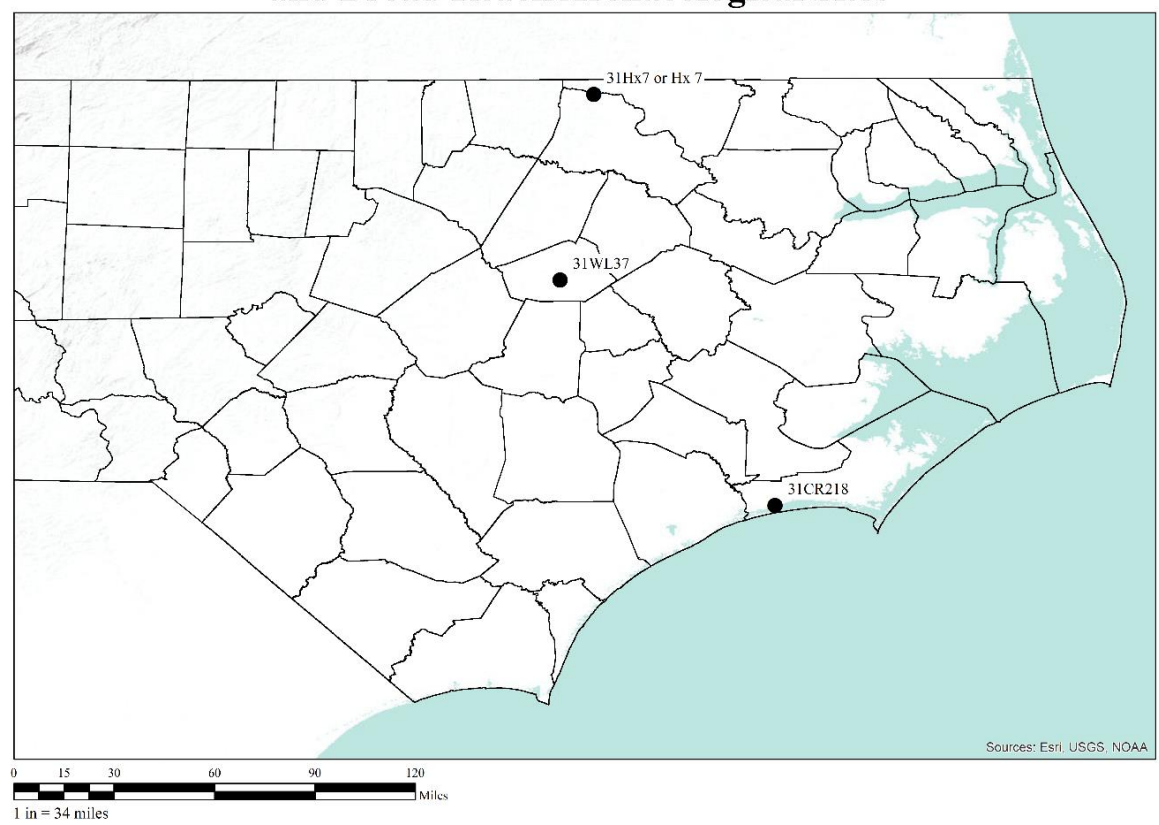 31Hx7 or Hx 7
31WL37
31CR218
Sources: Esri, USGS, NOAA
0 15 30 60 90 120
Miles
1 in = 34 miles